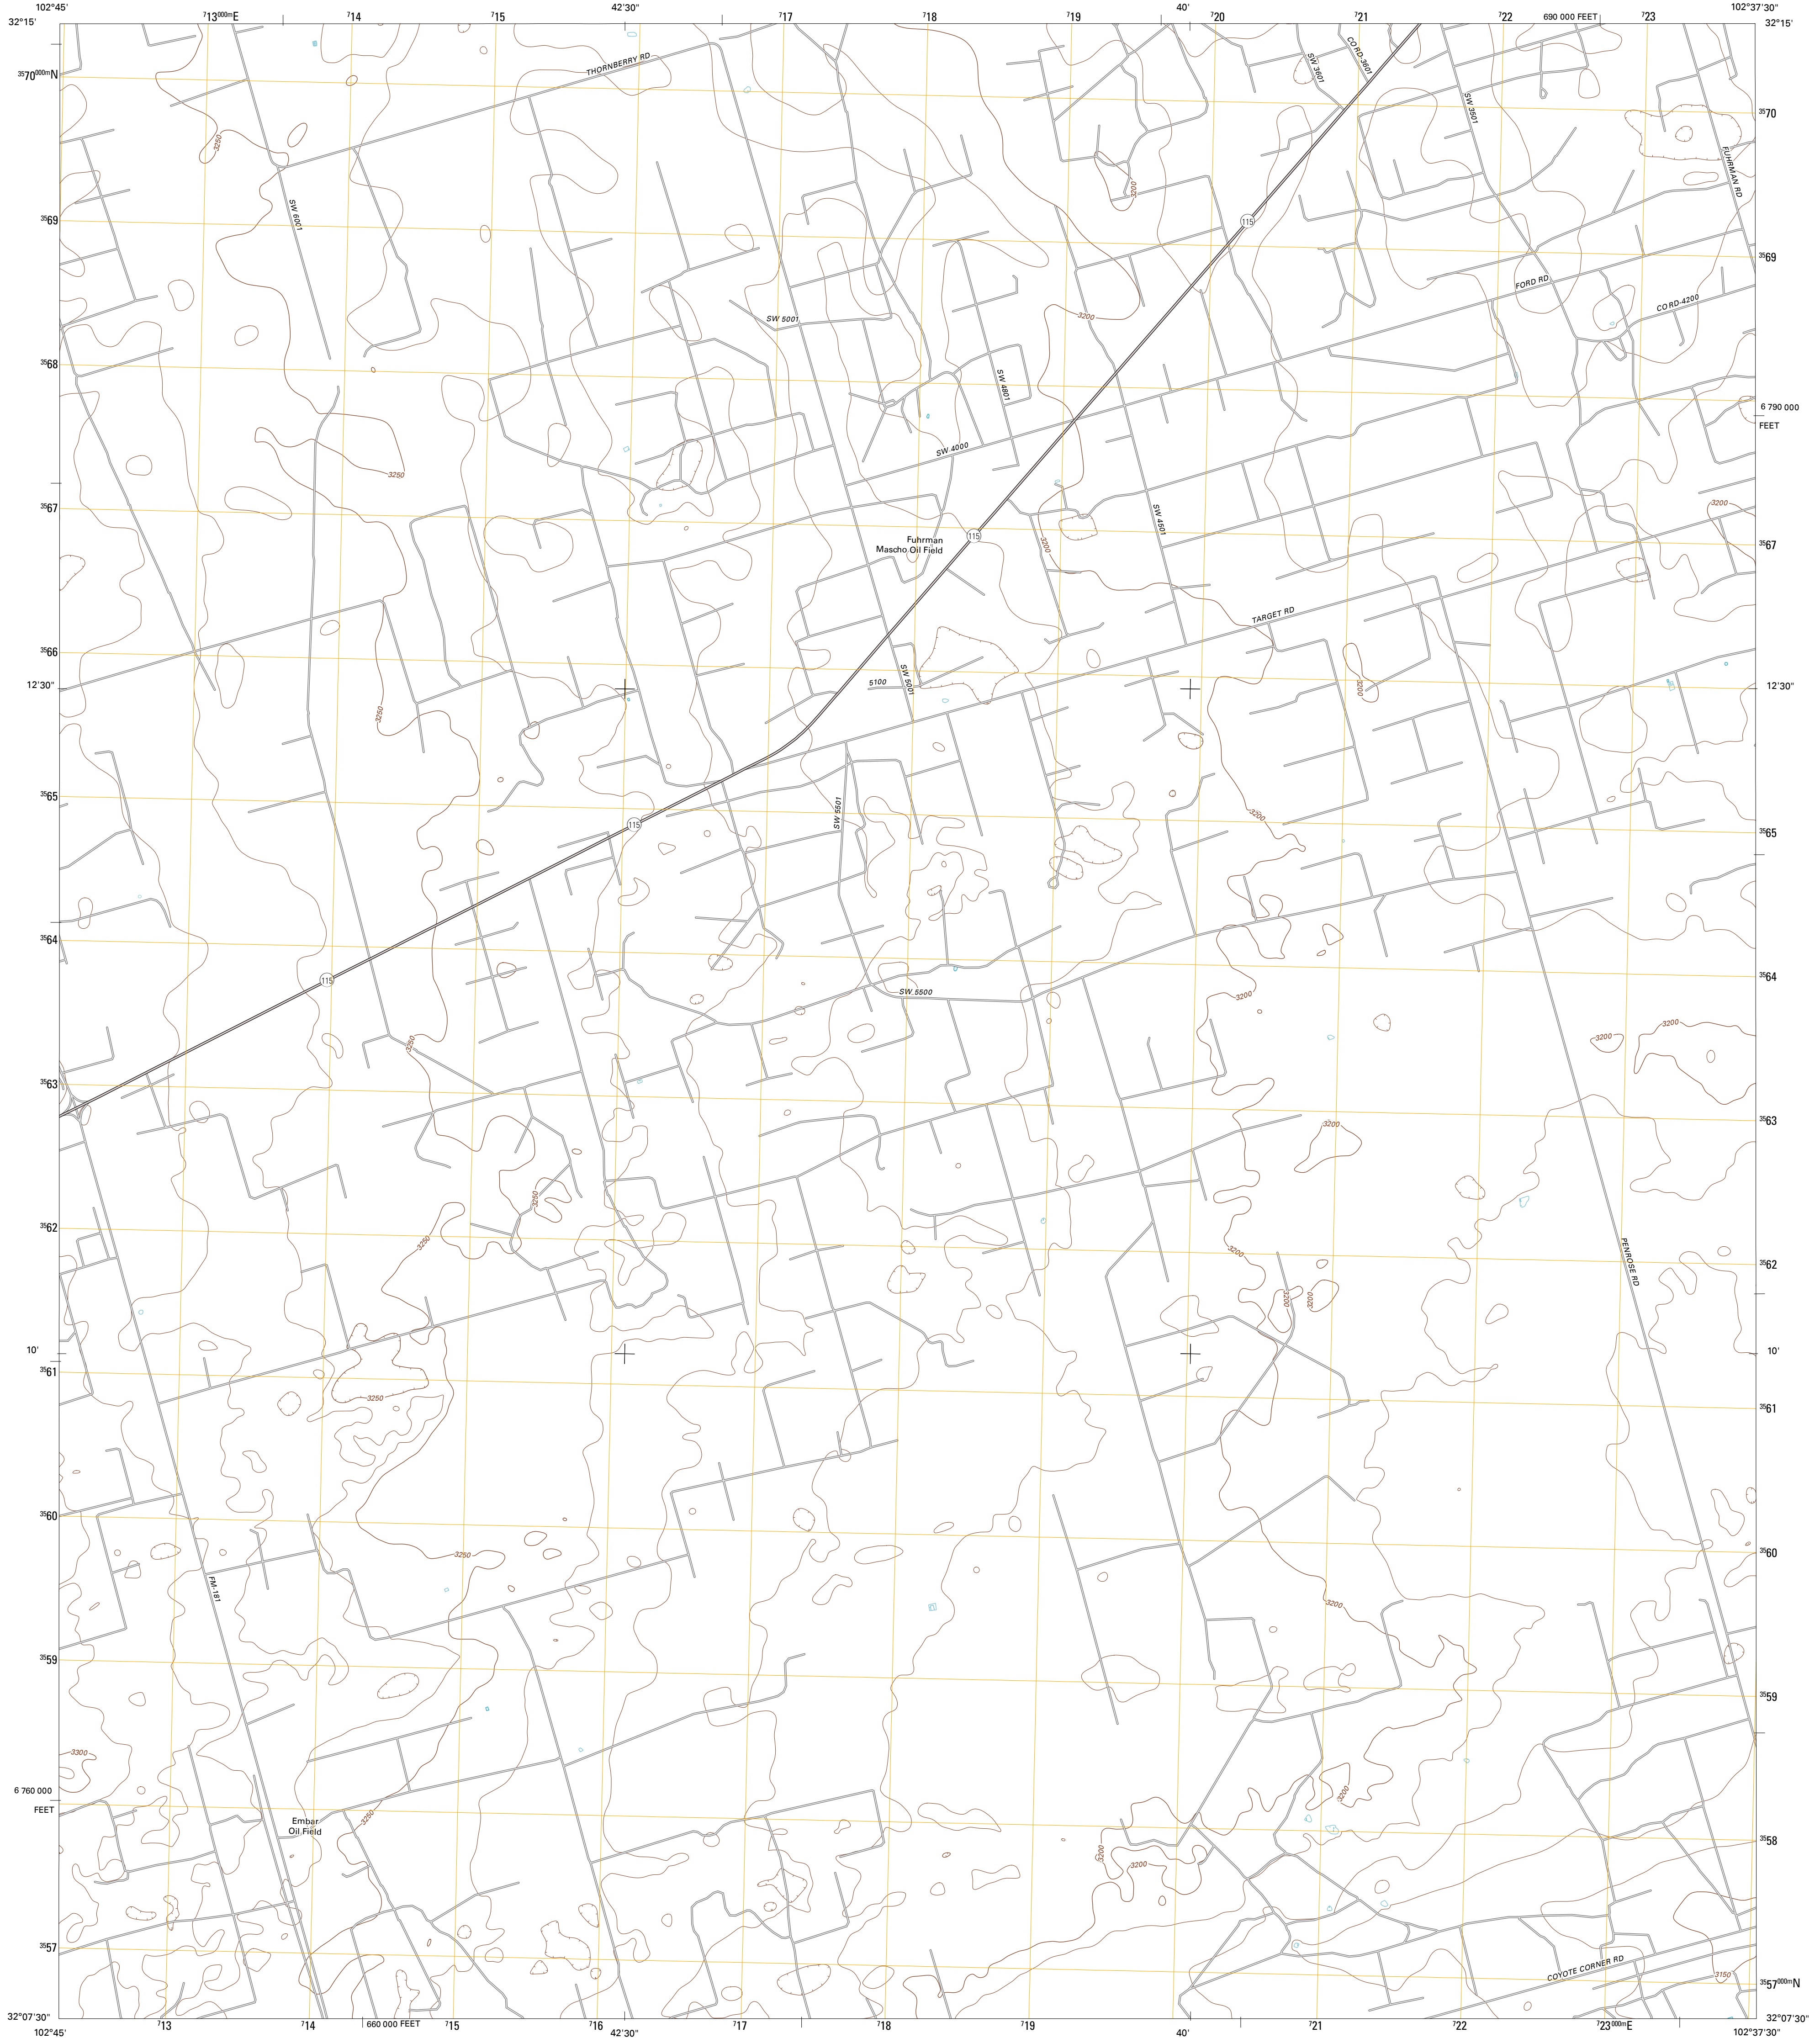 102°45' ⁷13⁰⁰⁰ᵐE ⁷14 ⁷15 42'30" ⁷17 ⁷18 ⁷19 40' ⁷20 ⁷21 ⁷22 690 000 FEET ⁷23 102°37'30"
32°15' 32°15'
CO RD-3601
SW 3601
THORNBERRY RD
³⁵70⁰⁰⁰ᵐN
SW 3501
³⁵70
3250
FUHRMAN RD
3200
SW 6001
³⁵69
115
³⁵69
FORD RD
CO RD-4200
3200
SW 5001
³⁵68
SW 4801
6 790 000
FEET
SW 4000
3250
3200
³⁵67
SW 4501
115
Fuhrman
Mascho Oil Field
3200
³⁵67
TARGET RD
³⁵66
SW 5001
5100
3200
12'30" 12'30"
3250
³⁵65
SW 5501
3200
115
³⁵65
³⁵64
115
³⁵64
SW 5500
3200
3200
3200
3250
³⁵63
³⁵63
3200
3250
³⁵62
3250
3200
PENROSE RD
³⁵62
3200
3200
10' 10'
³⁵61
3250
³⁵61
³⁵60
3250
³⁵60
FM-181
3200
³⁵59
³⁵59
3300
6 760 000
FEET
3200
3250
Embar
Oil Field
³⁵58
3200
3200
³⁵57
COYOTE CORNER RD
3150
³⁵57⁰⁰⁰ᵐN
32°07'30" 32°07'30"
102°45' ⁷13 ⁷14 660 000 FEET ⁷15 ⁷16 42'30" ⁷17 ⁷18 ⁷19 40' ⁷21 ⁷22 ⁷23⁰⁰⁰ᵐE 102°37'30"